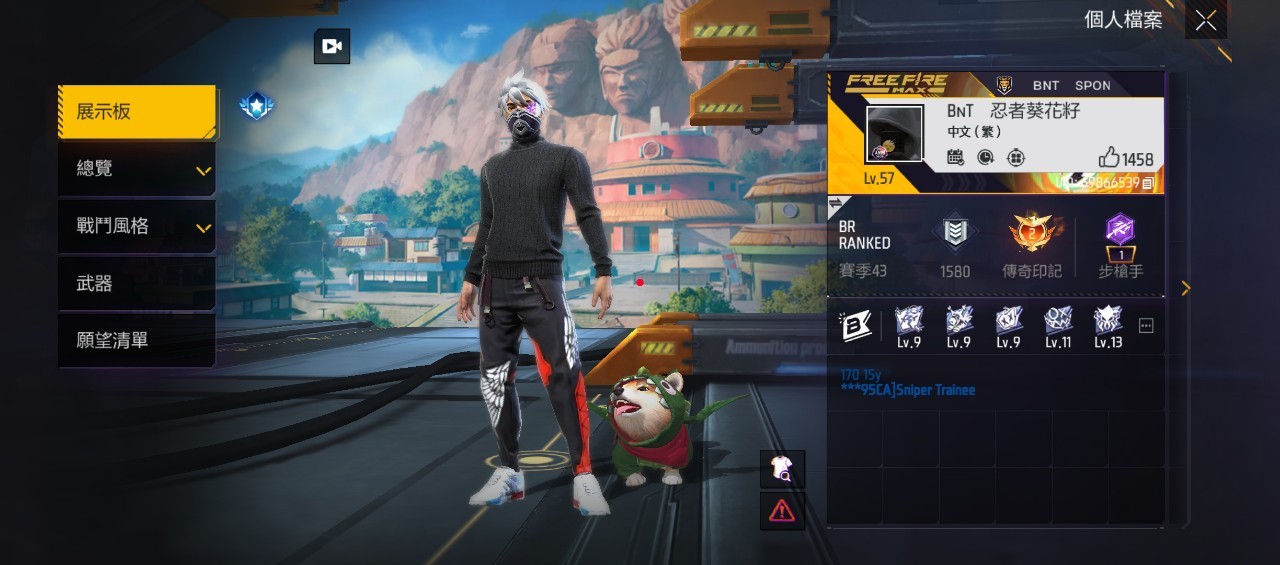 個人檔案
展示板
總覽
戰鬥風格
武器
願望清單
FREE FIRE
MAX
BNT SPON
BNT 忍者葵花籽
中文(繁)
1458
Lv.57
BR
RANKED
賽季43
1580
2
傳奇印記
1
步槍手
Lv.9
Lv.9
Lv.9
Lv.11
Lv.13
170 15y
***95CA]Sniper Trainee